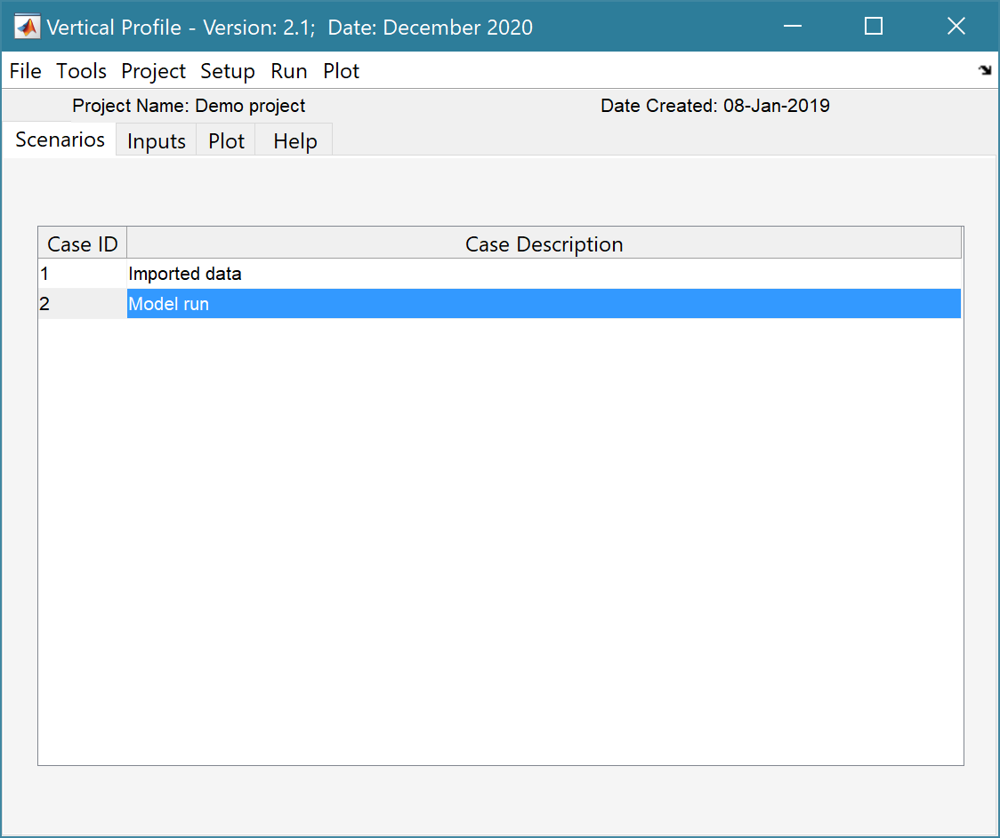 Vertical Profile - Version: 2.1;  Date: December 2020
File Tools Project Setup Run Plot
Project Name: Demo project Date Created: 08-Jan-2019
Scenarios Inputs Plot Help
Case ID Case Description
1 Imported data
2 Model run